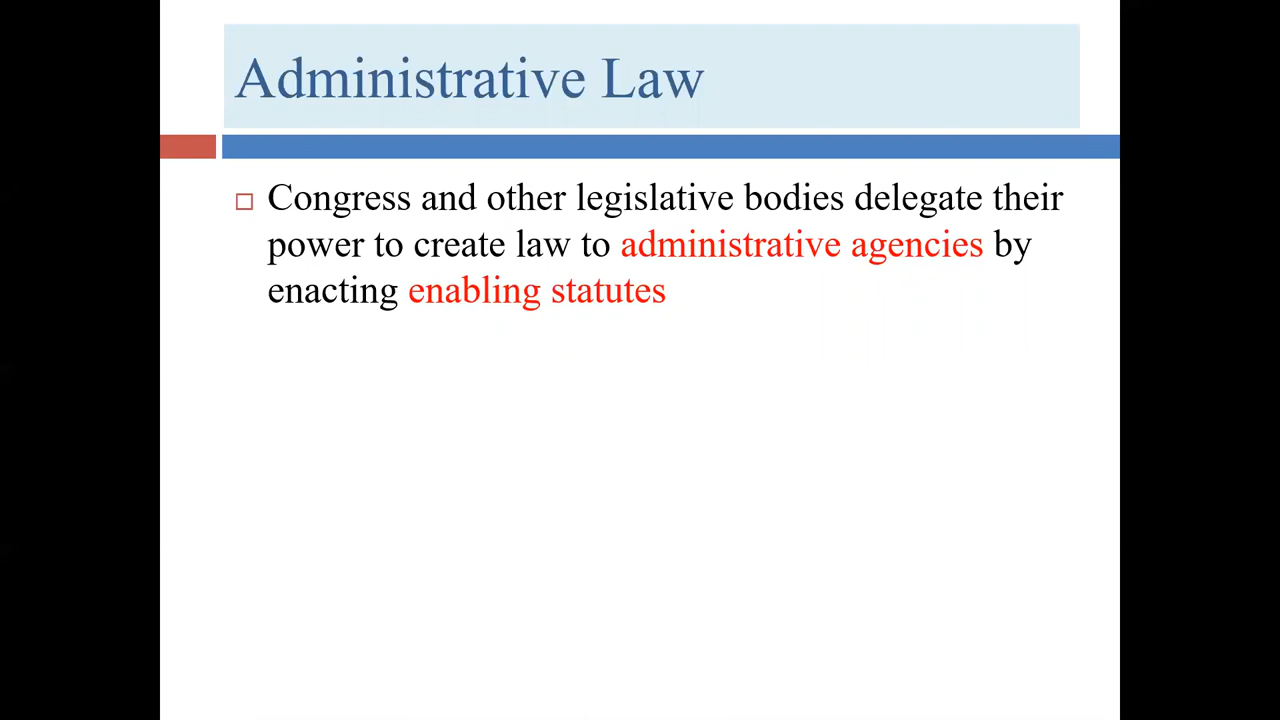 Administrative Law
Congress and other legislative bodies delegate their
power to create law to administrative agencies by
enacting enabling statutes